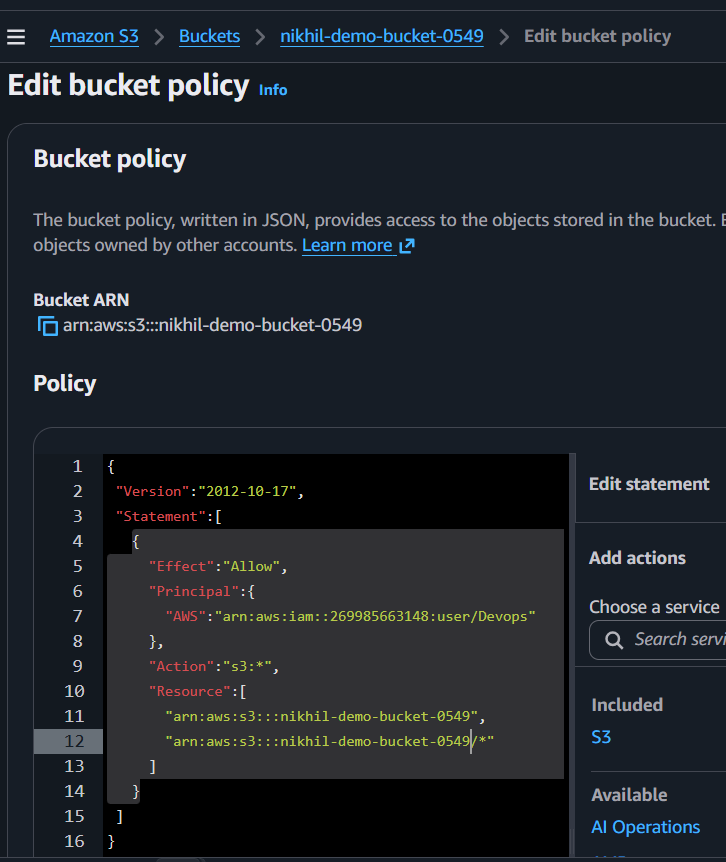 Amazon S3 > Buckets > nikhil-demo-bucket-0549 > Edit bucket policy
Edit bucket policy Info
Bucket policy
The bucket policy, written in JSON, provides access to the objects stored in the bucket.
objects owned by other accounts. Learn more
Bucket ARN
arn:aws:s3:::nikhil-demo-bucket-0549
Policy
1 {
2 "Version":"2012-10-17",
3 "Statement":[
4 {
5 "Effect":"Allow",
6 "Principal":{
7 "AWS":"arn:aws:iam::269985663148:user/Devops"
8 },
9 "Action":"s3:*",
10 "Resource":[
11 "arn:aws:s3:::nikhil-demo-bucket-0549",
12 "arn:aws:s3:::nikhil-demo-bucket-0549/*"
13 ]
14 }
15 ]
16 }
Edit statement
Add actions
Choose a service
Search servi
Included
S3
Available
AI Operations